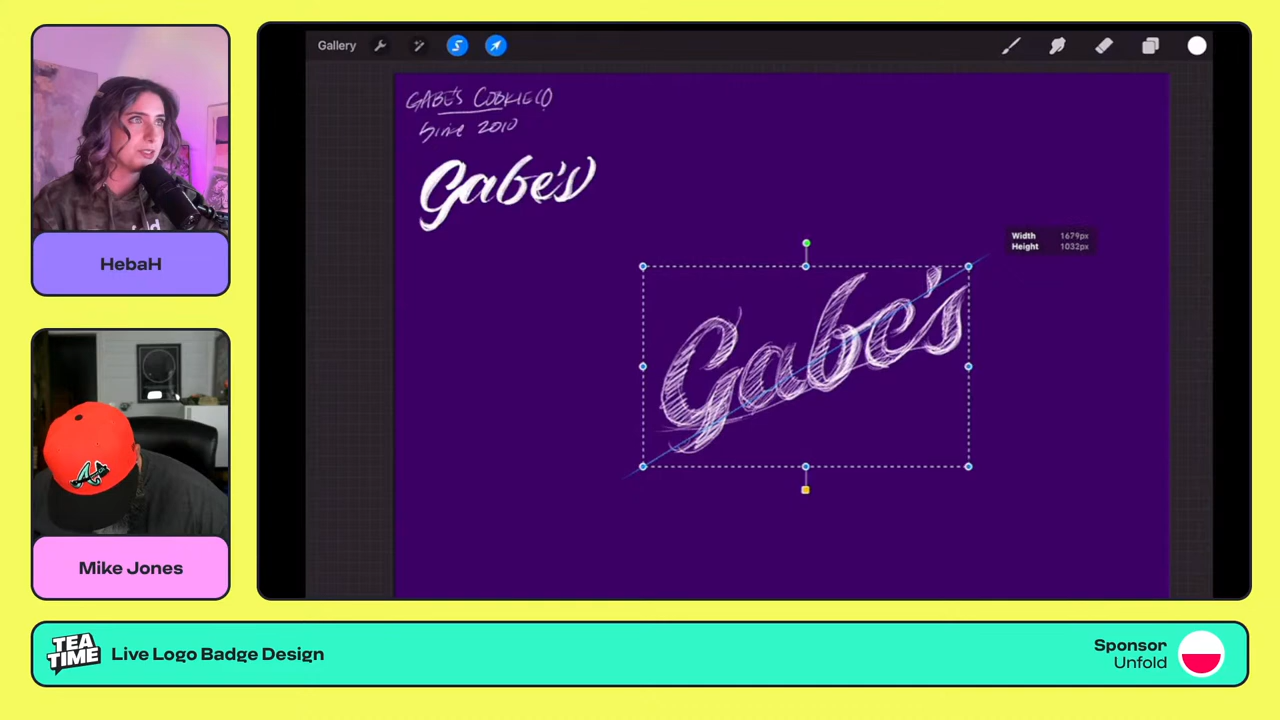 Gallery
GABE'S COOKIE CO
Since 2010
Gabe's
Width 1679px
Height 1032px
Gabe's
HebaH
Mike Jones
TEA
TIME
Live Logo Badge Design
Sponsor
Unfold